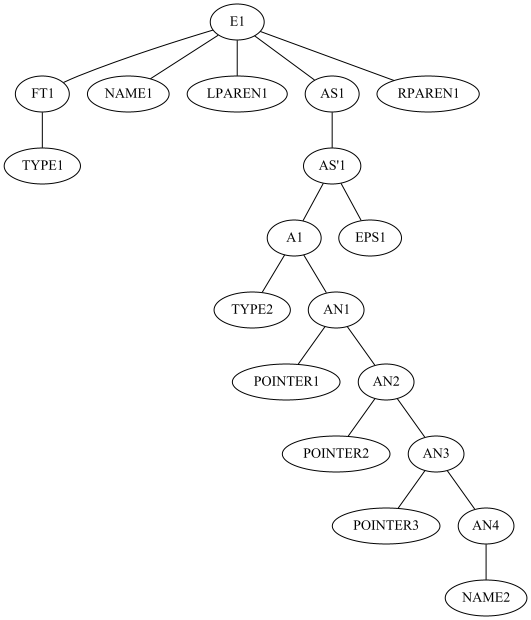 E1
FT1 NAME1 LPAREN1 AS1 RPAREN1
TYPE1 AS'1
A1 EPS1
TYPE2 AN1
POINTER1 AN2
POINTER2 AN3
POINTER3 AN4
NAME2